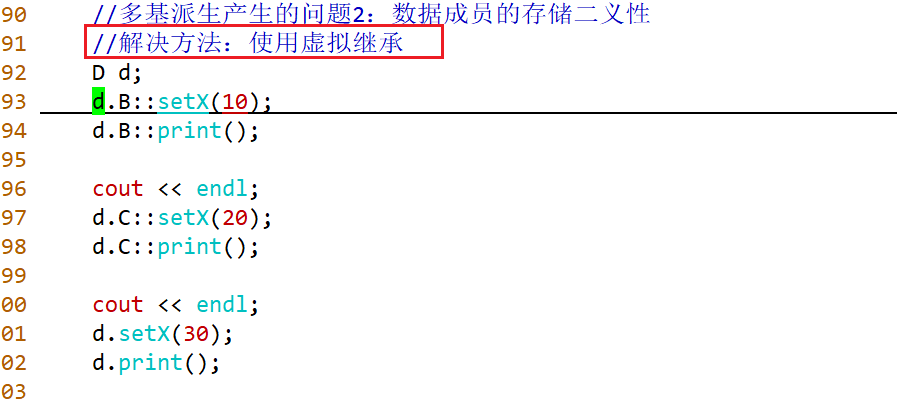 90 //多基派生产生的问题2: 数据成员的存储二义性
91 //解决方法: 使用虚拟继承
92 D d;
93 d.B::setX(10);
94 d.B::print();
95
96 cout << endl;
97 d.C::setX(20);
98 d.C::print();
99
00 cout << endl;
01 d.setX(30);
02 d.print();
03